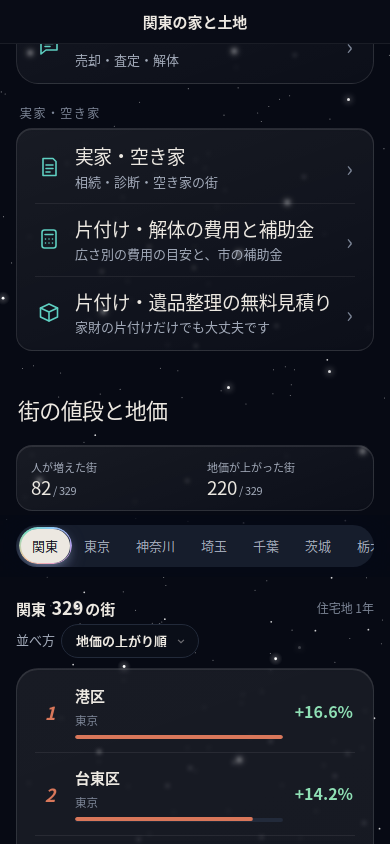 関東の家と土地
売却・査定・解体
実家・空き家
実家・空き家
相続・診断・空き家の街
片付け・解体の費用と補助金
広さ別の費用の目安と、市の補助金
片付け・遺品整理の無料見積り
家財の片付けだけでも大丈夫です
街の値段と地価
人が増えた街 地価が上がった街
82 / 329 220 / 329
関東 東京 神奈川 埼玉 千葉 茨城
関東 329の街 住宅地 1年
並べ方 地価の上がり順
港区
1 東京 +16.6%
台東区
2 東京 +14.2%